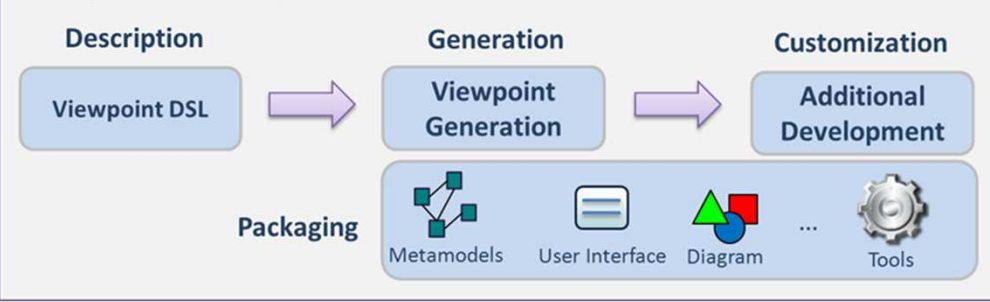 Description
Generation
Customization
Viewpoint DSL
Viewpoint
Generation
Additional
Development
Packaging
Metamodels
User Interface
Diagram
...
Tools